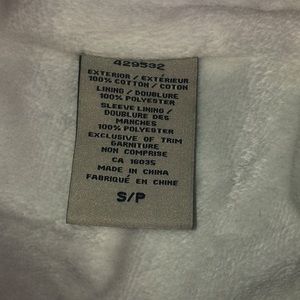 429532
EXTERIOR / EXTÉRIEUR
100% COTTON / COTON
LINING / DOUBLURE
100% POLYESTER
SLEEVE LINING /
DOUBLURE DES
MANCHES
100% POLYESTER
EXCLUSIVE OF TRIM
GARNITURE
NON COMPRISE
CA 16035
MADE IN CHINA
FABRIQUÉ EN CHINE
S/P